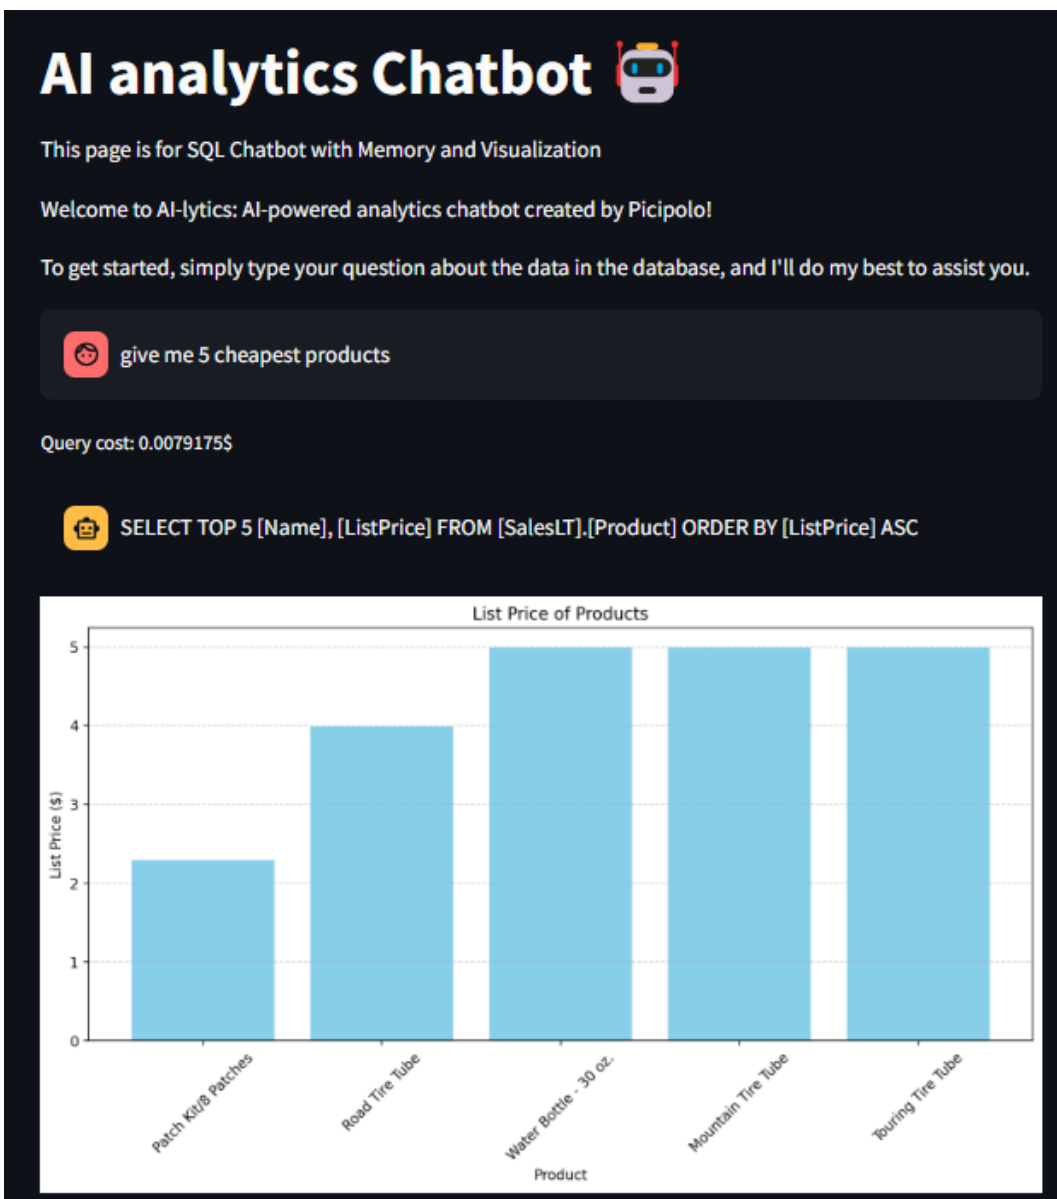 AI analytics Chatbot
This page is for SQL Chatbot with Memory and Visualization
Welcome to AI-lytics: AI-powered analytics chatbot created by Picipolo!
To get started, simply type your question about the data in the database, and I'll do my best to assist you.
give me 5 cheapest products
Query cost: 0.0079175$
SELECT TOP 5 [Name], [ListPrice] FROM [SalesLT].[Product] ORDER BY [ListPrice] ASC
List Price of Products
5
4
3
2
1
0
List Price ($)
Patch Kit/8 Patches
Road Tire Tube
Water Bottle - 30 oz.
Mountain Tire Tube
Touring Tire Tube
Product